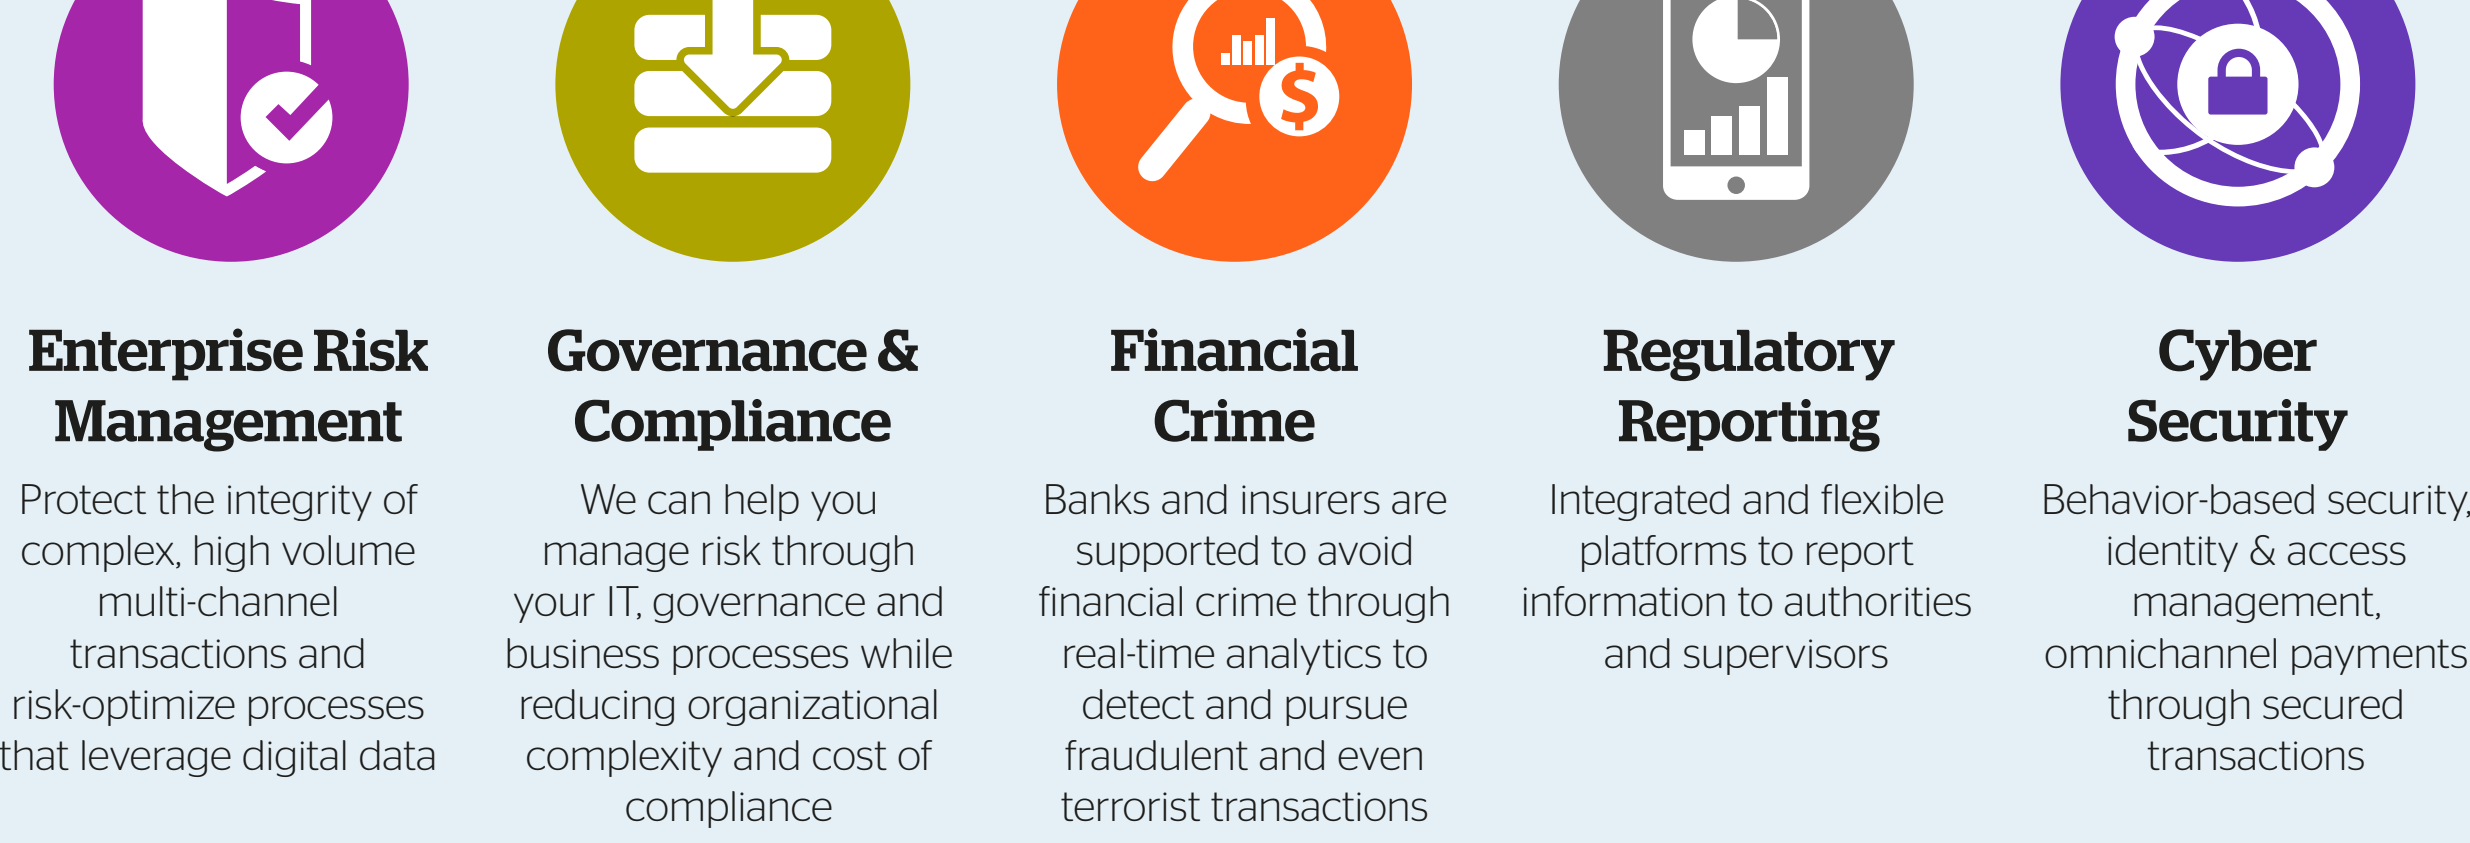 Enterprise Risk
Management
Protect the integrity of
complex, high volume
multi-channel
transactions and
risk-optimize processes
that leverage digital data
Governance &
Compliance
We can help you
manage risk through
your IT, governance and
business processes while
reducing organizational
complexity and cost of
compliance
$
Financial
Crime
Banks and insurers are
supported to avoid
financial crime through
real-time analytics to
detect and pursue
fraudulent and even
terrorist transactions
Regulatory
Reporting
Integrated and flexible
platforms to report
information to authorities
and supervisors
Cyber
Security
Behavior-based security,
identity & access
management,
omnichannel payments
through secured
transactions